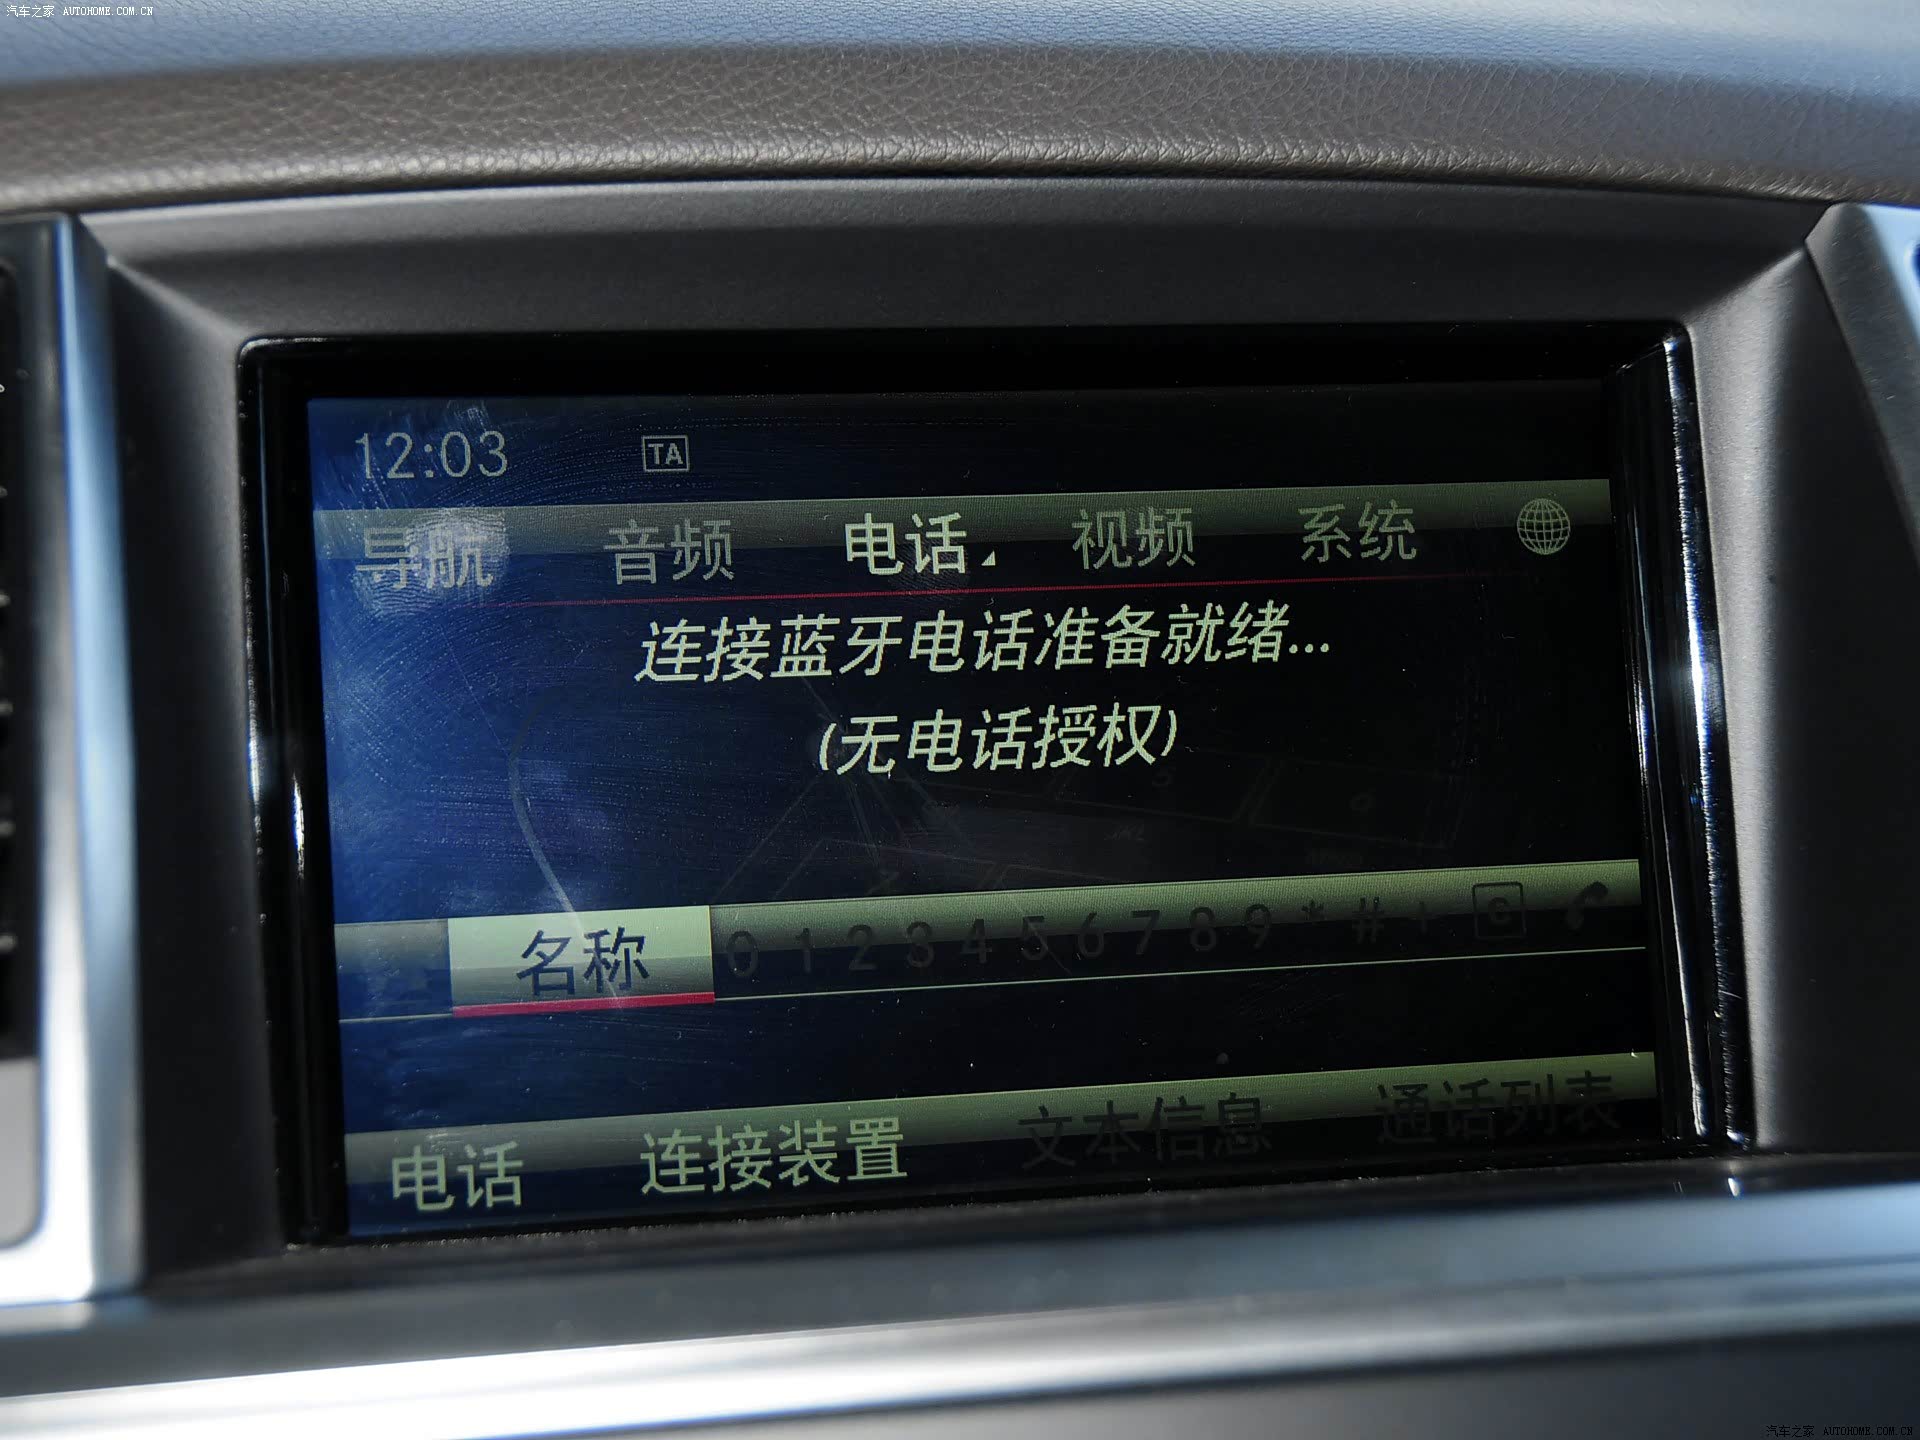 汽车之家 AUTOHOME.COM.CN
12:03 TA
导航 音频 电话 视频 系统
连接蓝牙电话准备就绪...
(无电话授权)
名称 0 1 2 3 4 5 6 7 8 9 * # +
电话 连接装置 文本信息 通话列表
汽车之家 AUTOHOME.COM.CN